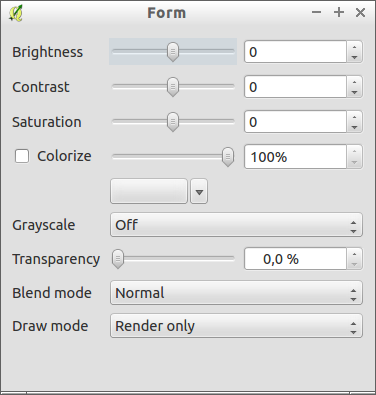 Form
Brightness 0
Contrast 0
Saturation 0
Colorize 100%
Grayscale Off
Transparency 0,0 %
Blend mode Normal
Draw mode Render only